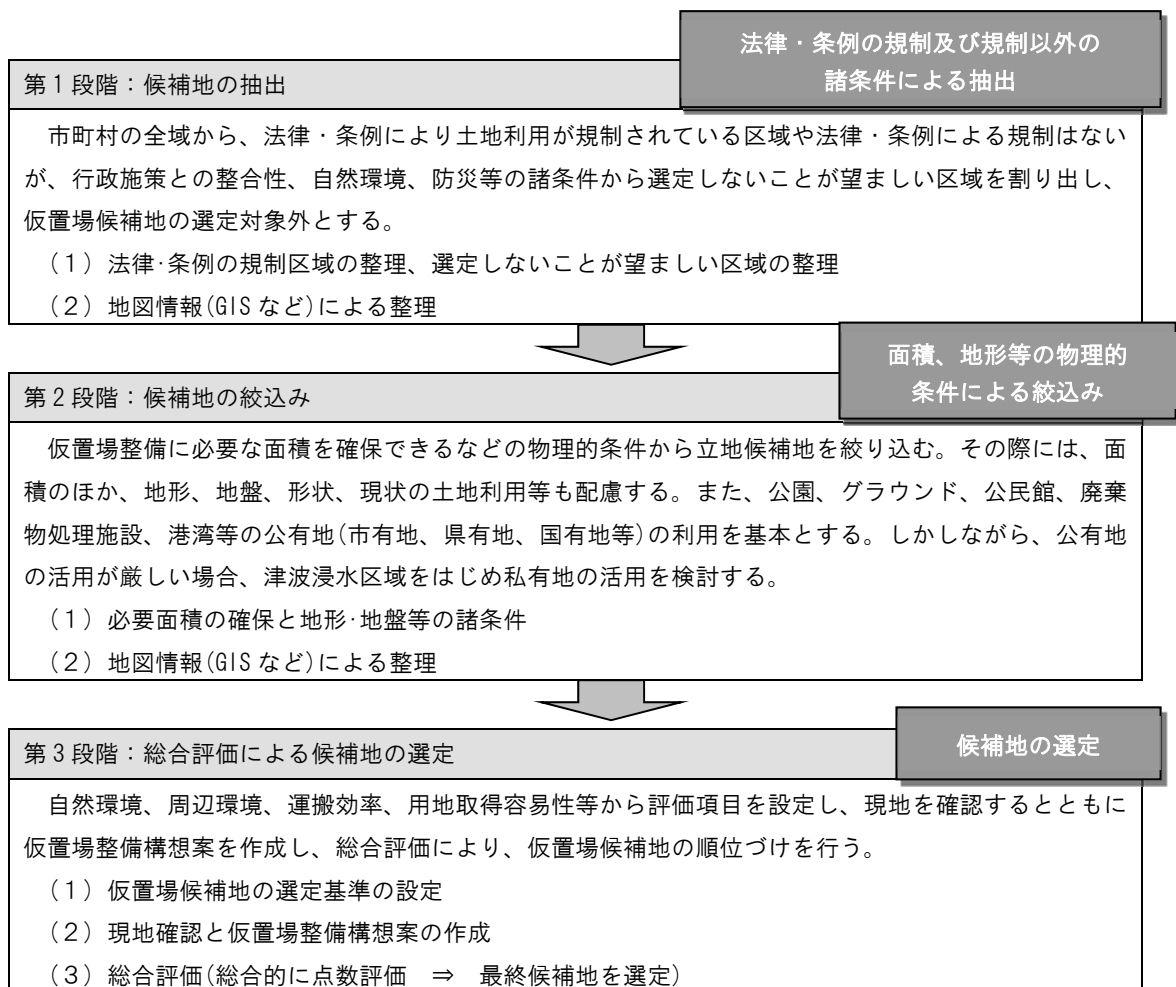 法律・条例の規制及び規制以外の
諸条件による抽出
第１段階：候補地の抽出
市町村の全域から、法律・条例により土地利用が規制されている区域や法律・条例による規制はない
が、行政施策との整合性、自然環境、防災等の諸条件から選定しないことが望ましい区域を割り出し、
仮置場候補地の選定対象外とする。
（１）法律･条例の規制区域の整理、選定しないことが望ましい区域の整理
（２）地図情報(GIS など)による整理
面積、地形等の物理的
条件による絞込み
第２段階：候補地の絞込み
仮置場整備に必要な面積を確保できるなどの物理的条件から立地候補地を絞り込む。その際には、面
積のほか、地形、地盤、形状、現状の土地利用等も配慮する。また、公園、グラウンド、公民館、廃棄
物処理施設、港湾等の公有地(市有地、県有地、国有地等)の利用を基本とする。しかしながら、公有地
の活用が厳しい場合、津波浸水区域をはじめ私有地の活用を検討する。
（１）必要面積の確保と地形･地盤等の諸条件
（２）地図情報(GIS など)による整理
候補地の選定
第３段階：総合評価による候補地の選定
自然環境、周辺環境、運搬効率、用地取得容易性等から評価項目を設定し、現地を確認するとともに
仮置場整備構想案を作成し、総合評価により、仮置場候補地の順位づけを行う。
（１）仮置場候補地の選定基準の設定
（２）現地確認と仮置場整備構想案の作成
（３）総合評価(総合的に点数評価　⇒　最終候補地を選定)